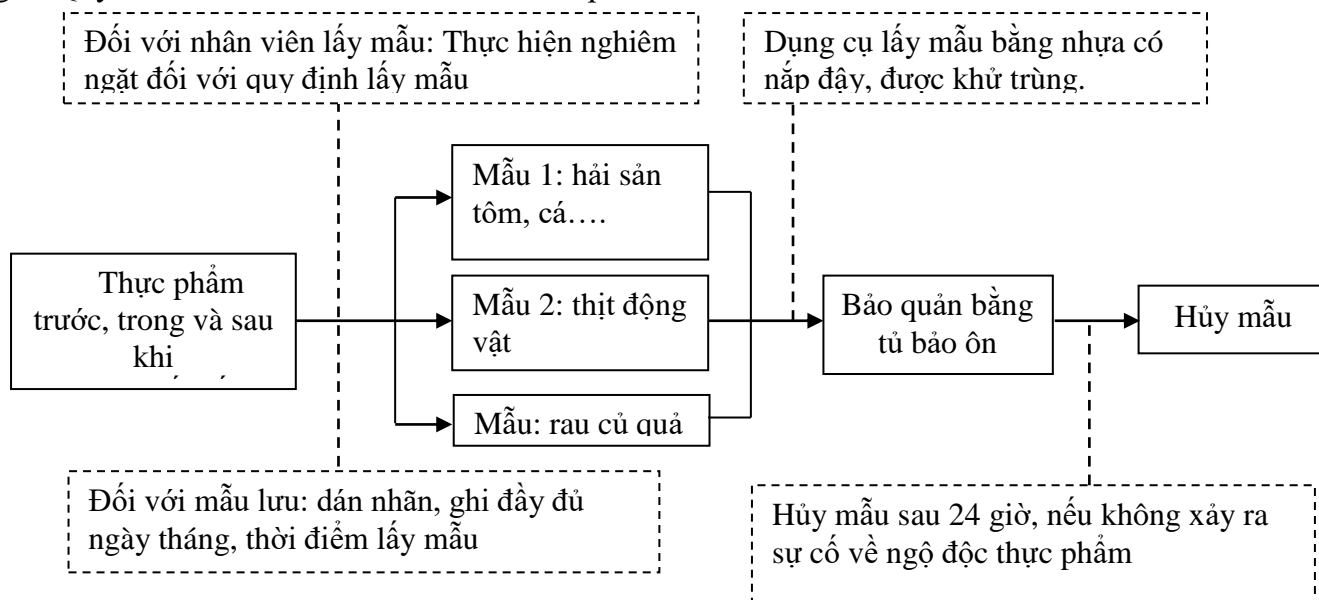 Đối với nhân viên lấy mẫu: Thực hiện nghiêm
ngặt đối với quy định lấy mẫu
Dụng cụ lấy mẫu bằng nhựa có
nắp đậy, được khử trùng.
Mẫu 1: hải sản
tôm, cá….
Thực phẩm
trước, trong và sau
khi
Mẫu 2: thịt động
vật
Mẫu: rau củ quả
Bảo quản bằng
tủ bảo ôn
Hủy mẫu
Đối với mẫu lưu: dán nhãn, ghi đầy đủ
ngày tháng, thời điểm lấy mẫu
Hủy mẫu sau 24 giờ, nếu không xảy ra
sự cố về ngộ độc thực phẩm